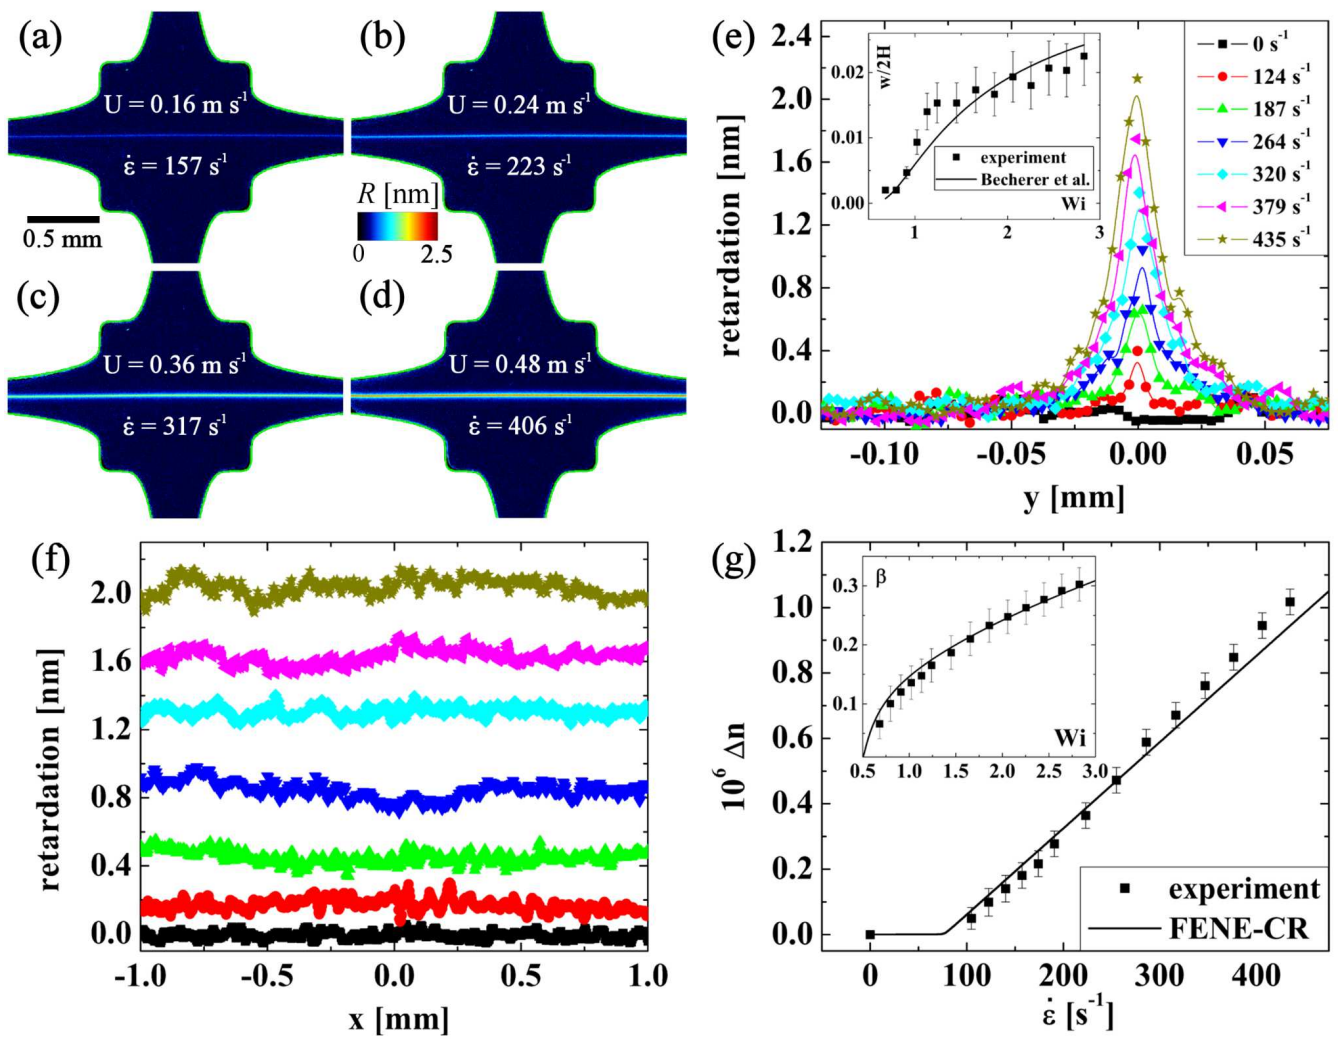 (a)
U = 0.16 m s⁻¹
ε̇ = 157 s⁻¹
0.5 mm
(b)
U = 0.24 m s⁻¹
ε̇ = 223 s⁻¹
R [nm]
0 2.5
(c)
U = 0.36 m s⁻¹
ε̇ = 317 s⁻¹
(d)
U = 0.48 m s⁻¹
ε̇ = 406 s⁻¹
(e)
retardation [nm]
2.4
2.0
1.6
1.2
0.8
0.4
0.0
-0.10 -0.05 0.00 0.05
y [mm]
w/2H
0.02
0.01
0.00
1 2 3
Wi
experiment
Becherer et al.
0 s⁻¹
124 s⁻¹
187 s⁻¹
264 s⁻¹
320 s⁻¹
379 s⁻¹
435 s⁻¹
(f)
retardation [nm]
2.0
1.6
1.2
0.8
0.4
0.0
-1.0 -0.5 0.0 0.5 1.0
x [mm]
(g)
10⁶ Δn
1.2
1.0
0.8
0.6
0.4
0.2
0.0
0 100 200 300 400
ε̇ [s⁻¹]
β
0.3
0.2
0.1
0.5 1.0 1.5 2.0 2.5 3.0
Wi
experiment
FENE-CR